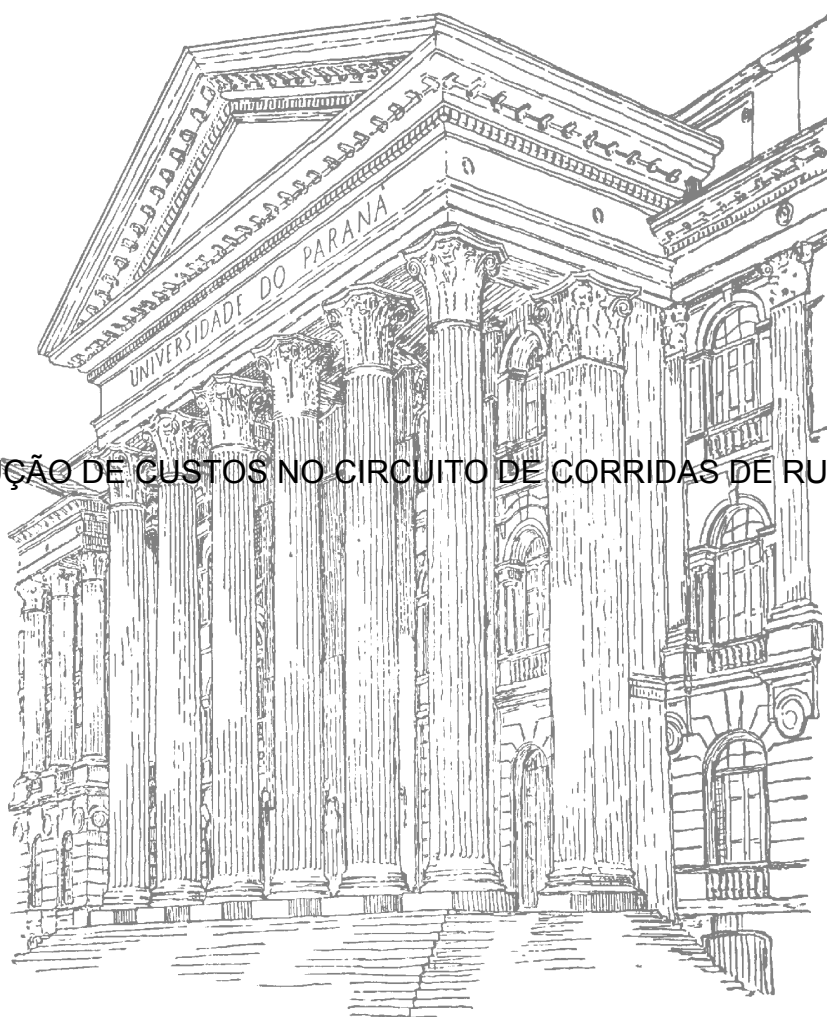 UNIVERSIDADE DO PARANÁ
ÇÃO DE CUSTOS NO CIRCUITO DE CORRIDAS DE RU